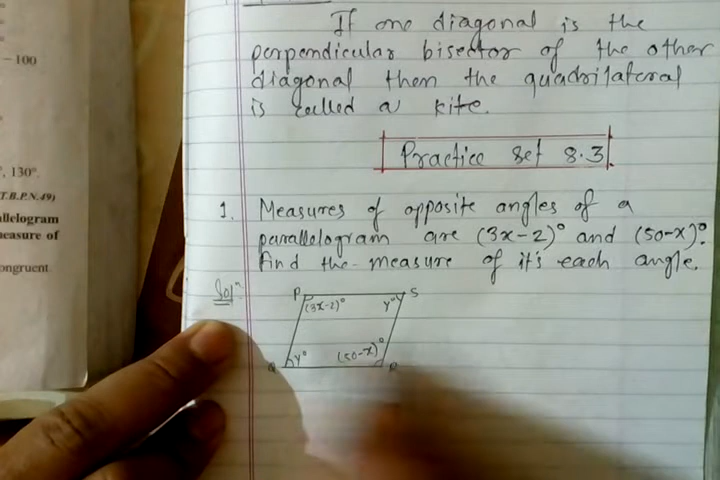 - 100
°, 130°.
(T.B.P.N.49)
allelogram
neasure of
ongruent
If one diagonal is the
perpendicular bisector of the other
diagonal then the quadrilateral
is called a kite.
Practice set 8.3
1. Measures of opposite angles of a
parallelogram are (3x-2)° and (50-x)°.
find the measure of it's each angle.
Solⁿ.
P S
(3x-2)° y°
y° (50-x)°
Q R